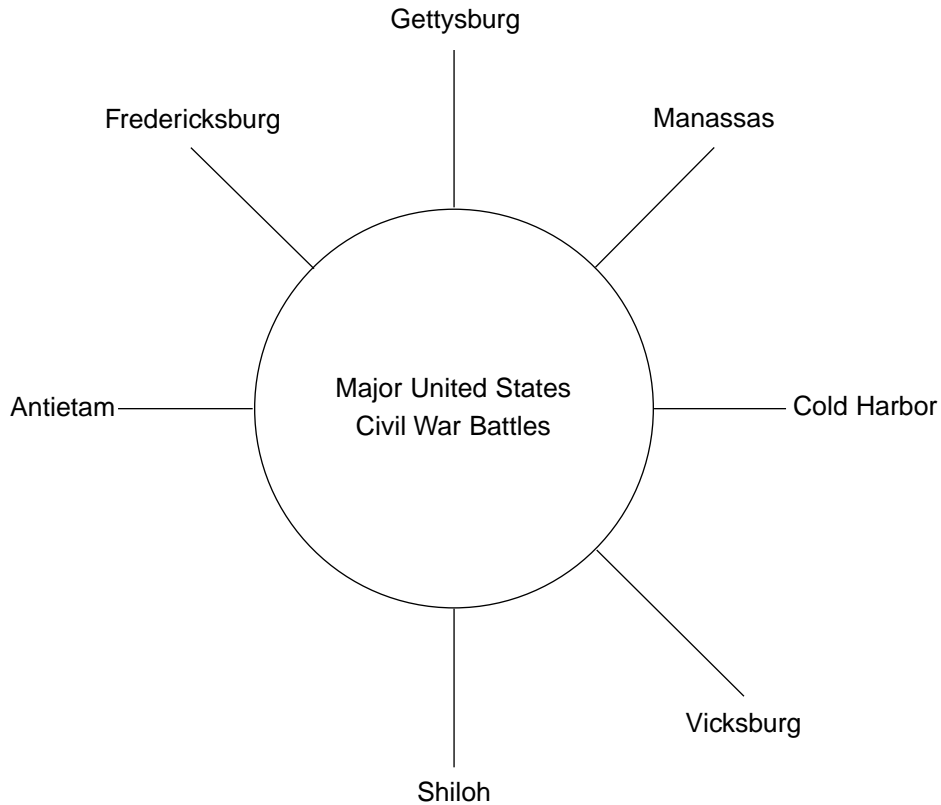 Gettysburg
Fredericksburg
Manassas
Major United States
Civil War Battles
Antietam
Cold Harbor
Vicksburg
Shiloh